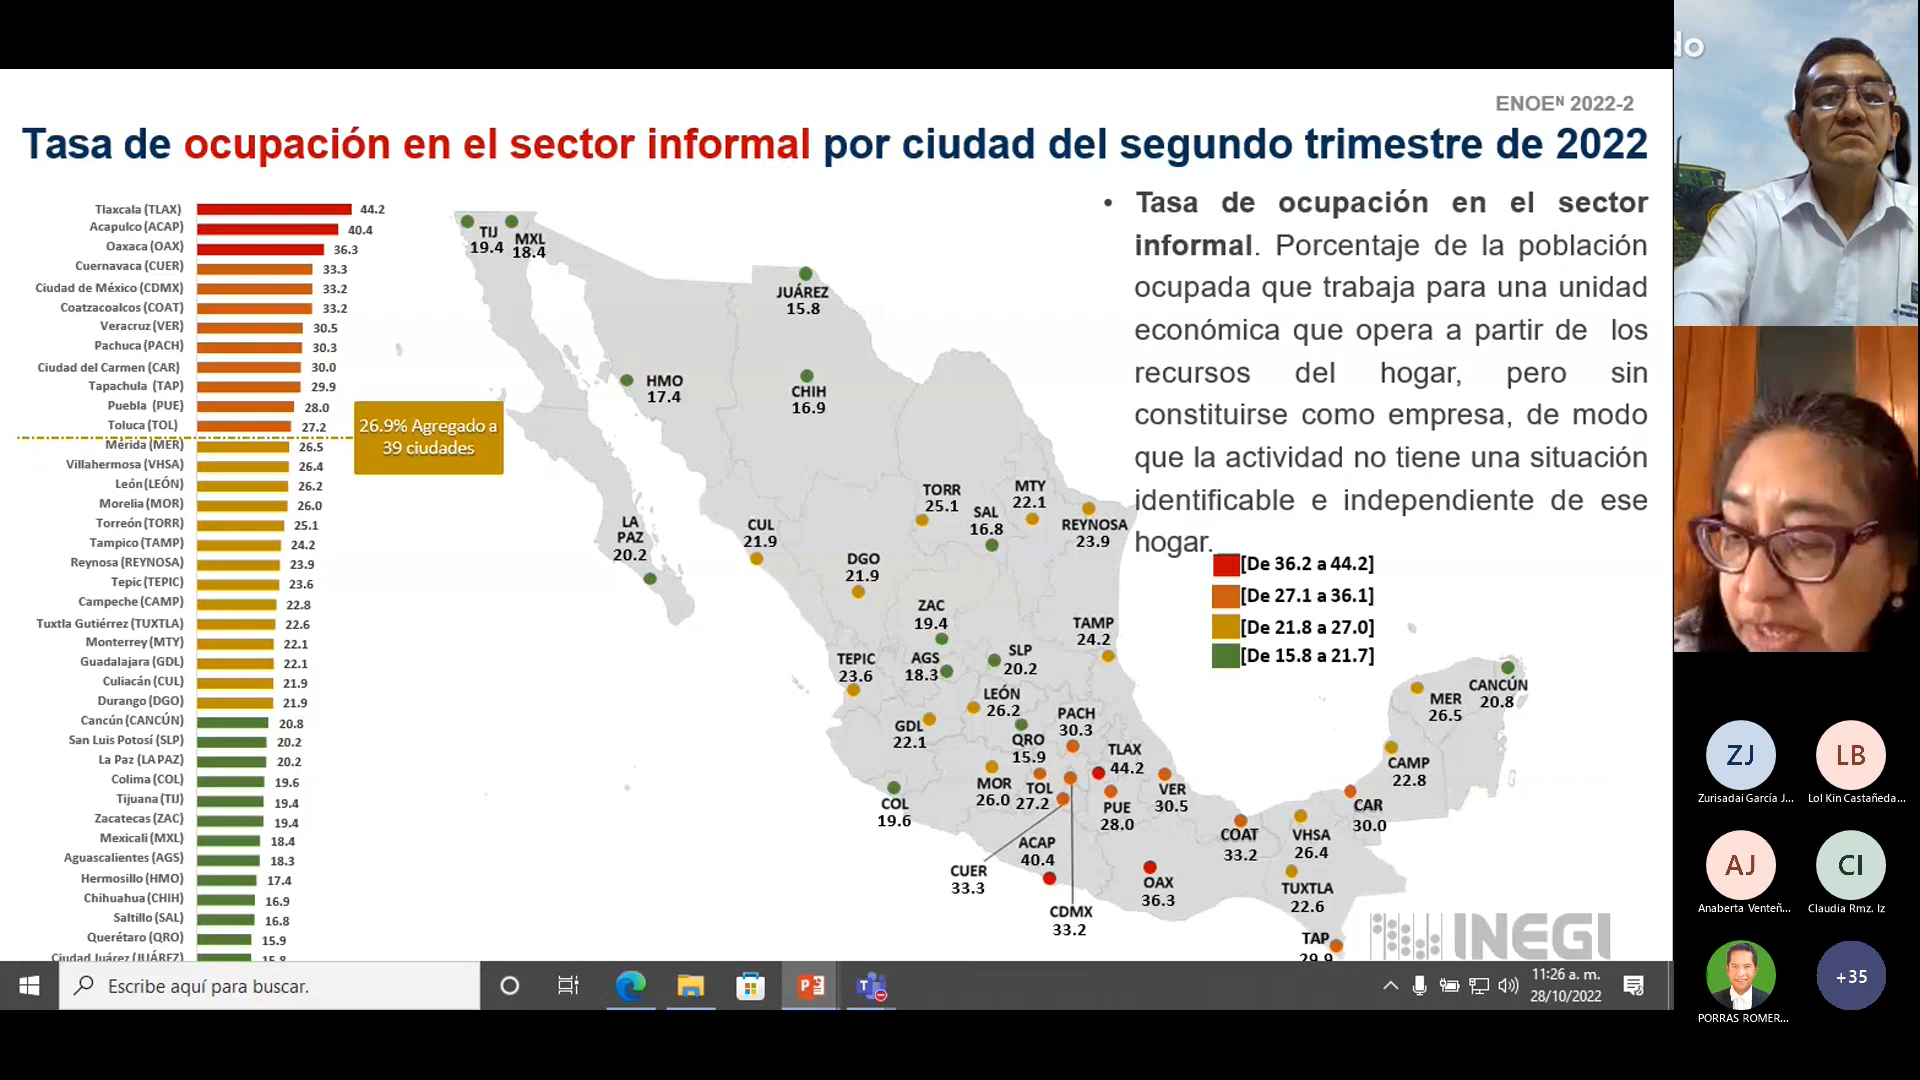 do
ENOEᴺ 2022-2
Tasa de ocupación en el sector informal por ciudad del segundo trimestre de 2022
Tlaxcala (TLAX) 44.2
Acapulco (ACAP) 40.4
Oaxaca (OAX) 36.3
Cuernavaca (CUER) 33.3
Ciudad de México (CDMX) 33.2
Coatzacoalcos (COAT) 33.2
Veracruz (VER) 30.5
Pachuca (PACH) 30.3
Ciudad del Carmen (CAR) 30.0
Tapachula (TAP) 29.9
Puebla (PUE) 28.0
Toluca (TOL) 27.2
Mérida (MER) 26.5
Villahermosa (VHSA) 26.4
León (LEÓN) 26.2
Morelia (MOR) 26.0
Torreón (TORR) 25.1
Tampico (TAMP) 24.2
Reynosa (REYNOSA) 23.9
Tepic (TEPIC) 23.6
Campeche (CAMP) 22.8
Tuxtla Gutiérrez (TUXTLA) 22.6
Monterrey (MTY) 22.1
Guadalajara (GDL) 22.1
Culiacán (CUL) 21.9
Durango (DGO) 21.9
Cancún (CANCÚN) 20.8
San Luis Potosí (SLP) 20.2
La Paz (LA PAZ) 20.2
Colima (COL) 19.6
Tijuana (TIJ) 19.4
Zacatecas (ZAC) 19.4
Mexicali (MXL) 18.4
Aguascalientes (AGS) 18.3
Hermosillo (HMO) 17.4
Chihuahua (CHIH) 16.9
Saltillo (SAL) 16.8
Querétaro (QRO) 15.9
Ciudad Juárez (JUÁREZ) 15.8
26.9% Agregado a
39 ciudades
TIJ
19.4
MXL
18.4
JUÁREZ
15.8
HMO
17.4
CHIH
16.9
LA
PAZ
20.2
CUL
21.9
TORR
25.1
SAL
16.8
MTY
22.1
REYNOSA
23.9
DGO
21.9
ZAC
19.4
TAMP
24.2
TEPIC
23.6
AGS
18.3
SLP
20.2
LEÓN
26.2
GDL
22.1
PACH
30.3
QRO
15.9
TLAX
44.2
COL
19.6
MOR
26.0
TOL
27.2
PUE
28.0
VER
30.5
ACAP
40.4
CUER
33.3
CDMX
33.2
OAX
36.3
COAT
33.2
VHSA
26.4
TUXTLA
22.6
TAP
29.9
CAR
30.0
CAMP
22.8
MER
26.5
CANCÚN
20.8
• Tasa de ocupación en el sector
informal. Porcentaje de la población
ocupada que trabaja para una unidad
económica que opera a partir de los
recursos del hogar, pero sin
constituirse como empresa, de modo
que la actividad no tiene una situación
identificable e independiente de ese
hogar.
[De 36.2 a 44.2]
[De 27.1 a 36.1]
[De 21.8 a 27.0]
[De 15.8 a 21.7]
INEGI
Escribe aquí para buscar.
11:26 a. m.
28/10/2022
ZJ
Zurisadai García J...
LB
Lol Kin Castañeda...
AJ
Anaberta Venteñ...
CI
Claudia Rmz. Iz
PORRAS ROMER...
+35